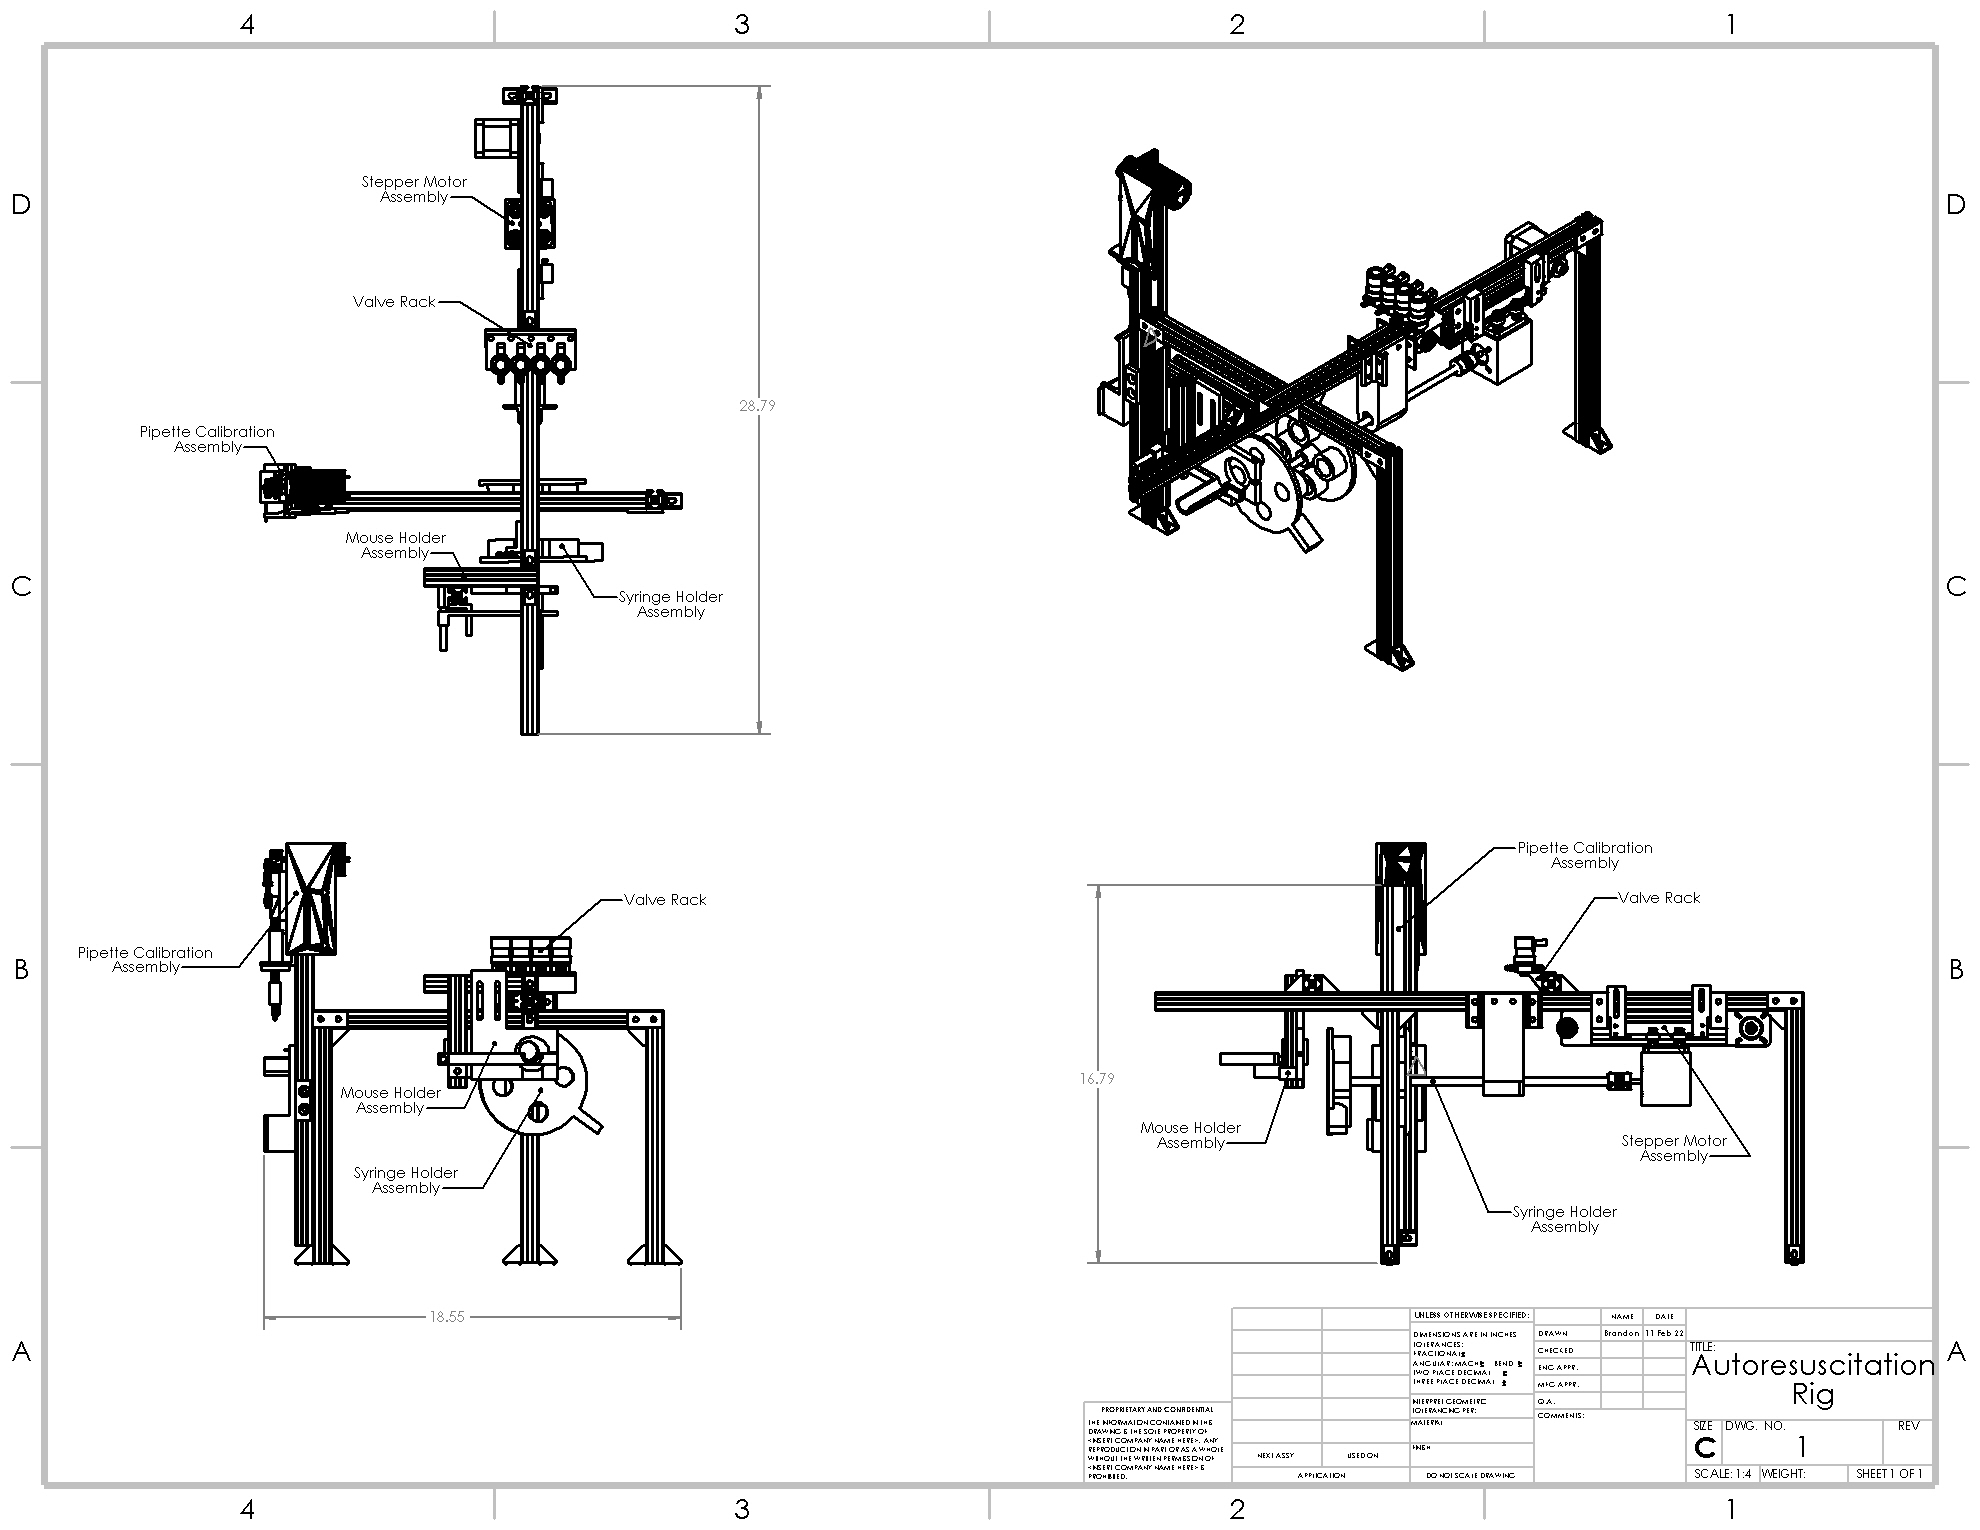 4
3
2
1
D
D
Stepper Motor
Assembly
Valve Rack
28.79
Pipette Calibration
Assembly
Mouse Holder
Assembly
Syringe Holder
Assembly
C
C
Pipette Calibration
Assembly
Valve Rack
Valve Rack
Pipette Calibration
Assembly
B
B
16.79
Mouse Holder
Assembly
Mouse Holder
Assembly
Stepper Motor
Assembly
Syringe Holder
Assembly
Syringe Holder
Assembly
18.55
A
A
UNLESS OTHERWISE SPECIFIED:
DIMENSIONS ARE IN INCHES
TOLERANCES:
FRACTIONAL±
ANGULAR: MACH± BEND ±
TWO PLACE DECIMAL ±
THREE PLACE DECIMAL ±
INTERPRET GEOMETRIC
TOLERANCING PER:
MATERIAL
FINISH
DO NOT SCALE DRAWING
NAME DATE
DRAWN Brandon 11 Feb 22
CHECKED
ENG APPR.
MFG APPR.
Q.A.
COMMENTS:
TITLE:
Autoresuscitation
Rig
SIZE DWG. NO. REV
C 1
SCALE: 1:4 WEIGHT: SHEET 1 OF 1
PROPRIETARY AND CONFIDENTIAL
THE INFORMATION CONTAINED IN THIS
DRAWING IS THE SOLE PROPERTY OF
<INSERT COMPANY NAME HERE>. ANY
REPRODUCTION IN PART OR AS A WHOLE
WITHOUT THE WRITTEN PERMISSION OF
<INSERT COMPANY NAME HERE> IS
PROHIBITED.
NEXT ASSY USED ON
APPLICATION
4
3
2
1